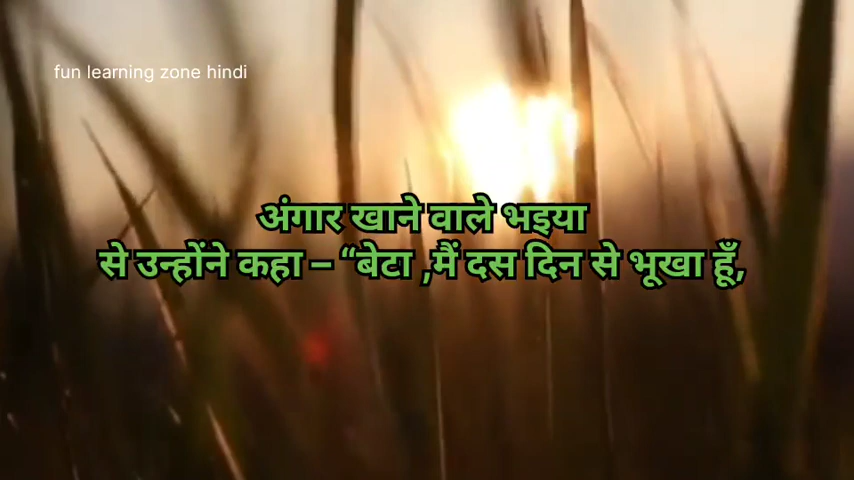 fun learning zone hindi
अंगार खाने वाले भइया
से उन्होंने कहा – “बेटा ,मैं दस दिन से भूखा हूँ,